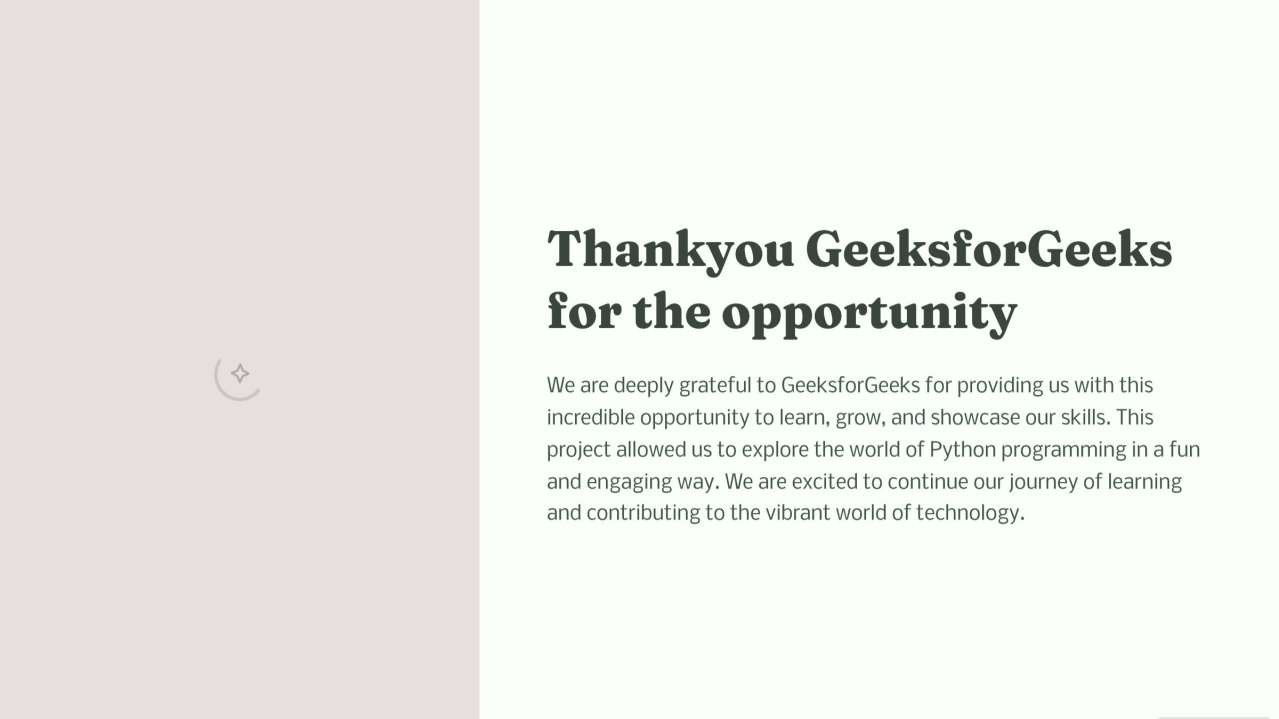 Thankyou GeeksforGeeks
for the opportunity
We are deeply grateful to GeeksforGeeks for providing us with this
incredible opportunity to learn, grow, and showcase our skills. This
project allowed us to explore the world of Python programming in a fun
and engaging way. We are excited to continue our journey of learning
and contributing to the vibrant world of technology.